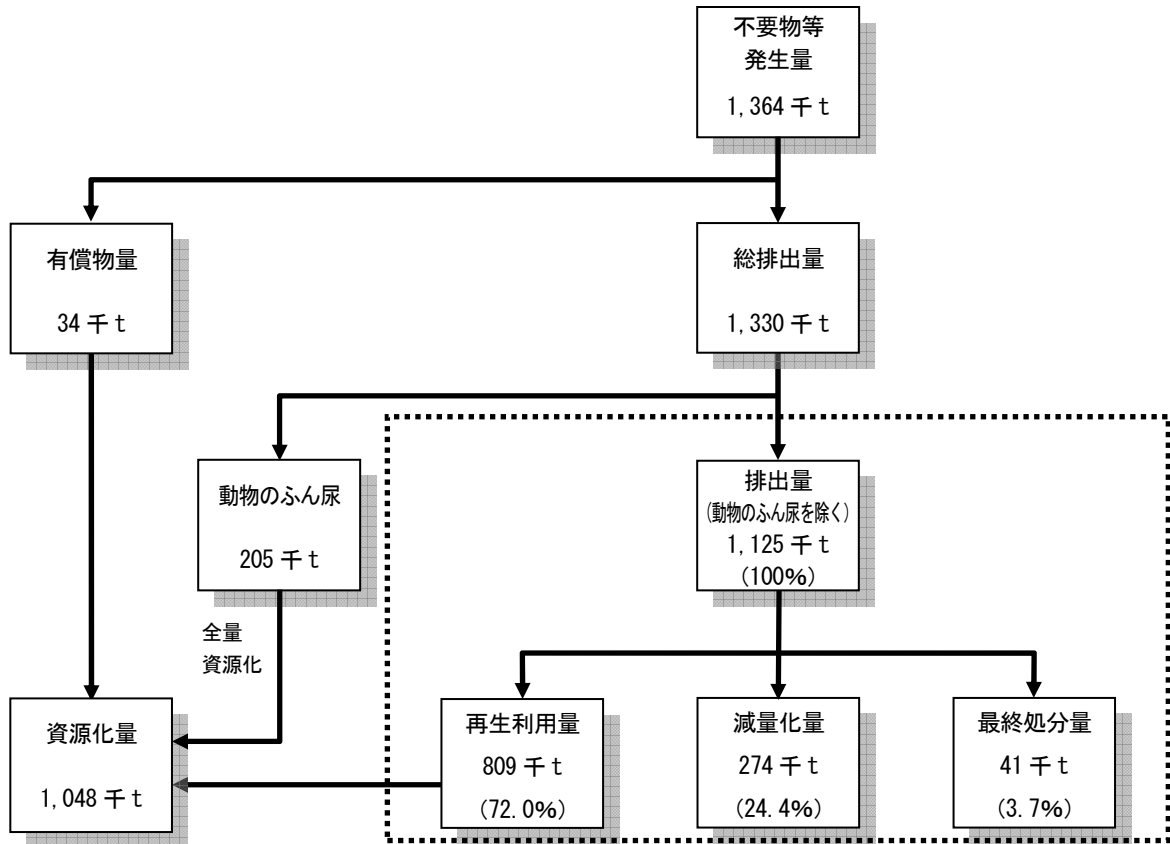 不要物等
発生量
1,364 千 t
有償物量
34 千 t
総排出量
1,330 千 t
動物のふん尿
205 千 t
排出量
(動物のふん尿を除く)
1,125 千 t
(100%)
全量
資源化
資源化量
1,048 千 t
再生利用量
809 千 t
(72.0%)
減量化量
274 千 t
(24.4%)
最終処分量
41 千 t
(3.7%)